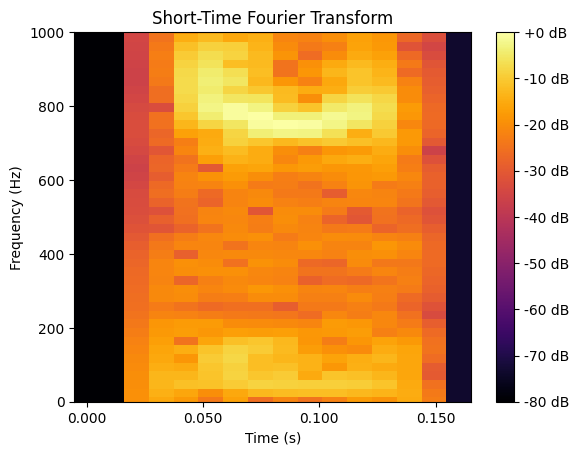 Short-Time Fourier Transform
1000
800
600
400
200
0
Frequency (Hz)
0.000
0.050
0.100
0.150
Time (s)
+0 dB
-10 dB
-20 dB
-30 dB
-40 dB
-50 dB
-60 dB
-70 dB
-80 dB